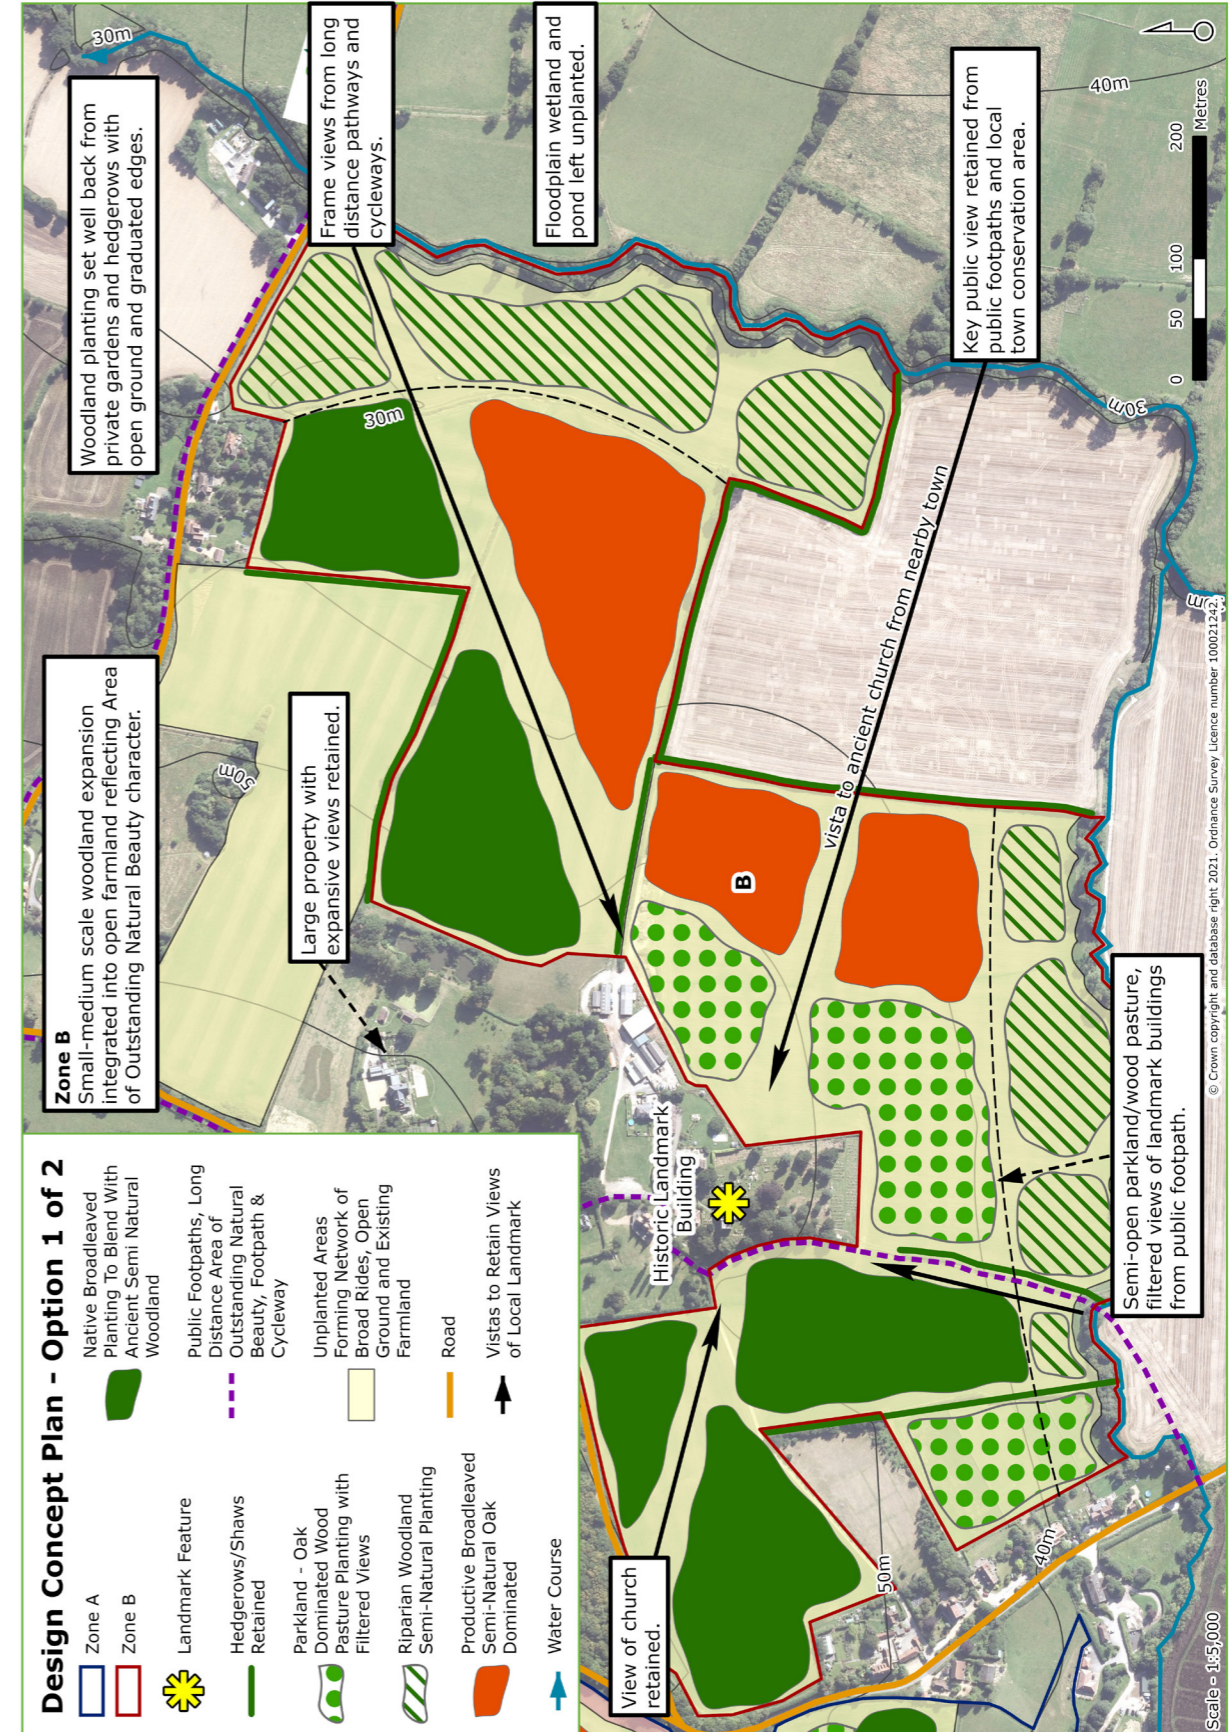 Design Concept Plan - Option 1 of 2
Zone A
Zone B
Landmark Feature
Hedgerows/Shaws
Retained
Parkland - Oak
Dominated Wood
Pasture Planting with
Filtered Views
Riparian Woodland
Semi-Natural Planting
Productive Broadleaved
Semi-Natural Oak
Dominated
Water Course
Native Broadleaved
Planting To Blend With
Ancient Semi Natural
Woodland
Public Footpaths, Long
Distance Area of
Outstanding Natural
Beauty, Footpath &
Cycleway
Unplanted Areas
Forming Network of
Broad Rides, Open
Ground and Existing
Farmland
Road
Vistas to Retain Views
of Local Landmark
Zone B
Small-medium scale woodland expansion
integrated into open farmland reflecting Area
of Outstanding Natural Beauty character.
Woodland planting set well back from
private gardens and hedgerows with
open ground and graduated edges.
30m
50m
Large property with
expansive views retained.
Frame views from long
distance pathways and
cycleways.
30m
Floodplain wetland and
pond left unplanted.
Historic Landmark
Building
B
vista to ancient church from nearby town
Key public view retained from
public footpaths and local
town conservation area.
40m
30m
View of church
retained.
50m
40m
Semi-open parkland/wood pasture,
filtered views of landmark buildings
from public footpath.
0 50 100 200
Metres
Scale - 1:5,000
© Crown copyright and database right 2021. Ordnance Survey Licence number 100021242.